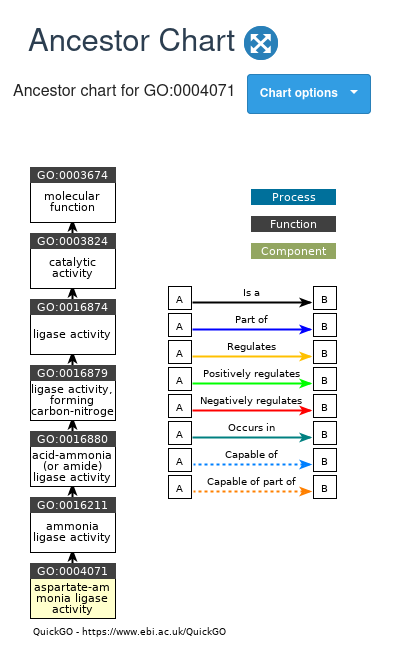 Ancestor Chart
Ancestor chart for GO:0004071
Chart options
GO:0003674
molecular
function
GO:0003824
catalytic
activity
GO:0016874
ligase activity
GO:0016879
ligase activity,
forming
carbon-nitroge
GO:0016880
acid-ammonia
(or amide)
ligase activity
GO:0016211
ammonia
ligase activity
GO:0004071
aspartate-am
monia ligase
activity
Process
Function
Component
A Is a B
A Part of B
A Regulates B
A Positively regulates B
A Negatively regulates B
A Occurs in B
A Capable of B
A Capable of part of B
QuickGO - https://www.ebi.ac.uk/QuickGO